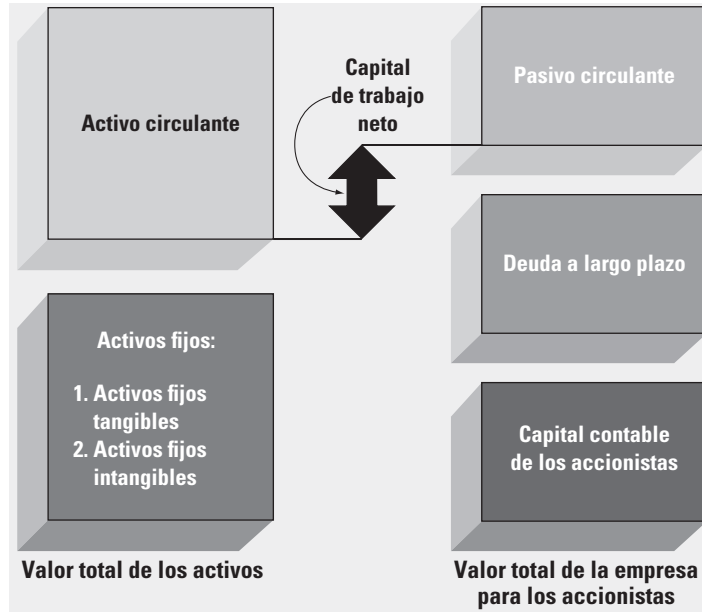 Activo circulante
Capital
de trabajo
neto
Pasivo circulante
Deuda a largo plazo
Activos fijos:
1. Activos fijos
tangibles
2. Activos fijos
intangibles
Capital contable
de los accionistas
Valor total de los activos
Valor total de la empresa
para los accionistas